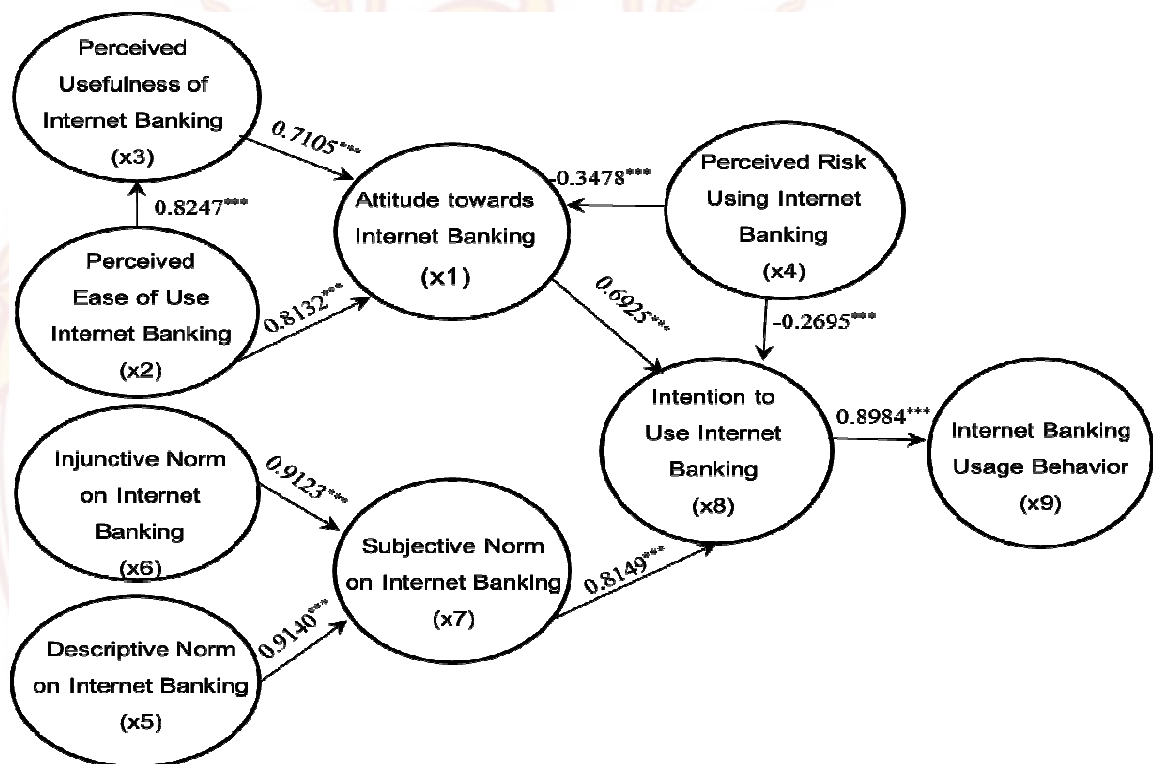 Perceived
Usefulness of
Internet Banking
(x3)
0.7105***
0.8247***
Perceived
Ease of Use
Internet Banking
(x2)
0.8132***
Attitude towards
Internet Banking
(x1)
-0.3478***
Perceived Risk
Using Internet
Banking
(x4)
0.6925***
-0.2695***
Injunctive Norm
on Internet
Banking
(x6)
0.9123***
Descriptive Norm
on Internet Banking
(x5)
0.9140***
Subjective Norm
on Internet Banking
(x7)
0.8149***
Intention to
Use Internet
Banking
(x8)
0.8984***
Internet Banking
Usage Behavior
(x9)